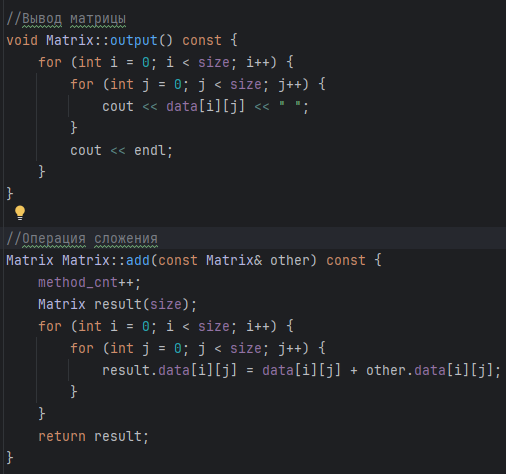 //Вывод матрицы
void Matrix::output() const {
    for (int i = 0; i < size; i++) {
        for (int j = 0; j < size; j++) {
            cout << data[i][j] << " ";
        }
        cout << endl;
    }
}
//Операция сложения
Matrix Matrix::add(const Matrix& other) const {
    method_cnt++;
    Matrix result(size);
    for (int i = 0; i < size; i++) {
        for (int j = 0; j < size; j++) {
            result.data[i][j] = data[i][j] + other.data[i][j];
        }
    }
    return result;
}